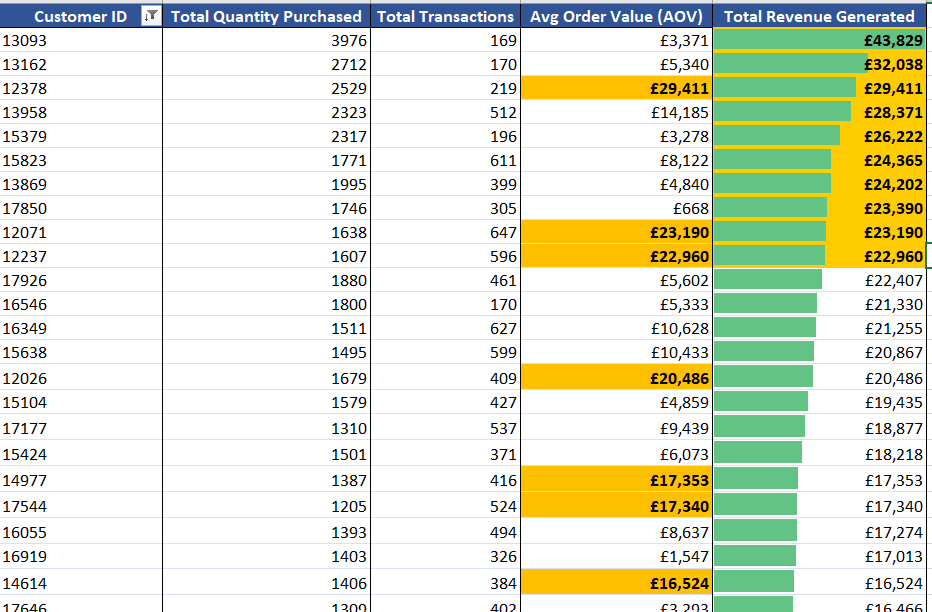 Customer ID Total Quantity Purchased Total Transactions Avg Order Value (AOV) Total Revenue Generated
13093 3976 169 £3,371 £43,829
13162 2712 170 £5,340 £32,038
12378 2529 219 £29,411 £29,411
13958 2323 512 £14,185 £28,371
15379 2317 196 £3,278 £26,222
15823 1771 611 £8,122 £24,365
13869 1995 399 £4,840 £24,202
17850 1746 305 £668 £23,390
12071 1638 647 £23,190 £23,190
12237 1607 596 £22,960 £22,960
17926 1880 461 £5,602 £22,407
16546 1800 170 £5,333 £21,330
16349 1511 627 £10,628 £21,255
15638 1495 599 £10,433 £20,867
12026 1679 409 £20,486 £20,486
15104 1579 427 £4,859 £19,435
17177 1310 537 £9,439 £18,877
15424 1501 371 £6,073 £18,218
14977 1387 416 £17,353 £17,353
17544 1205 524 £17,340 £17,340
16055 1393 494 £8,637 £17,274
16919 1403 326 £1,547 £17,013
14614 1406 384 £16,524 £16,524
17646 1309 402 £3,293 £16,466